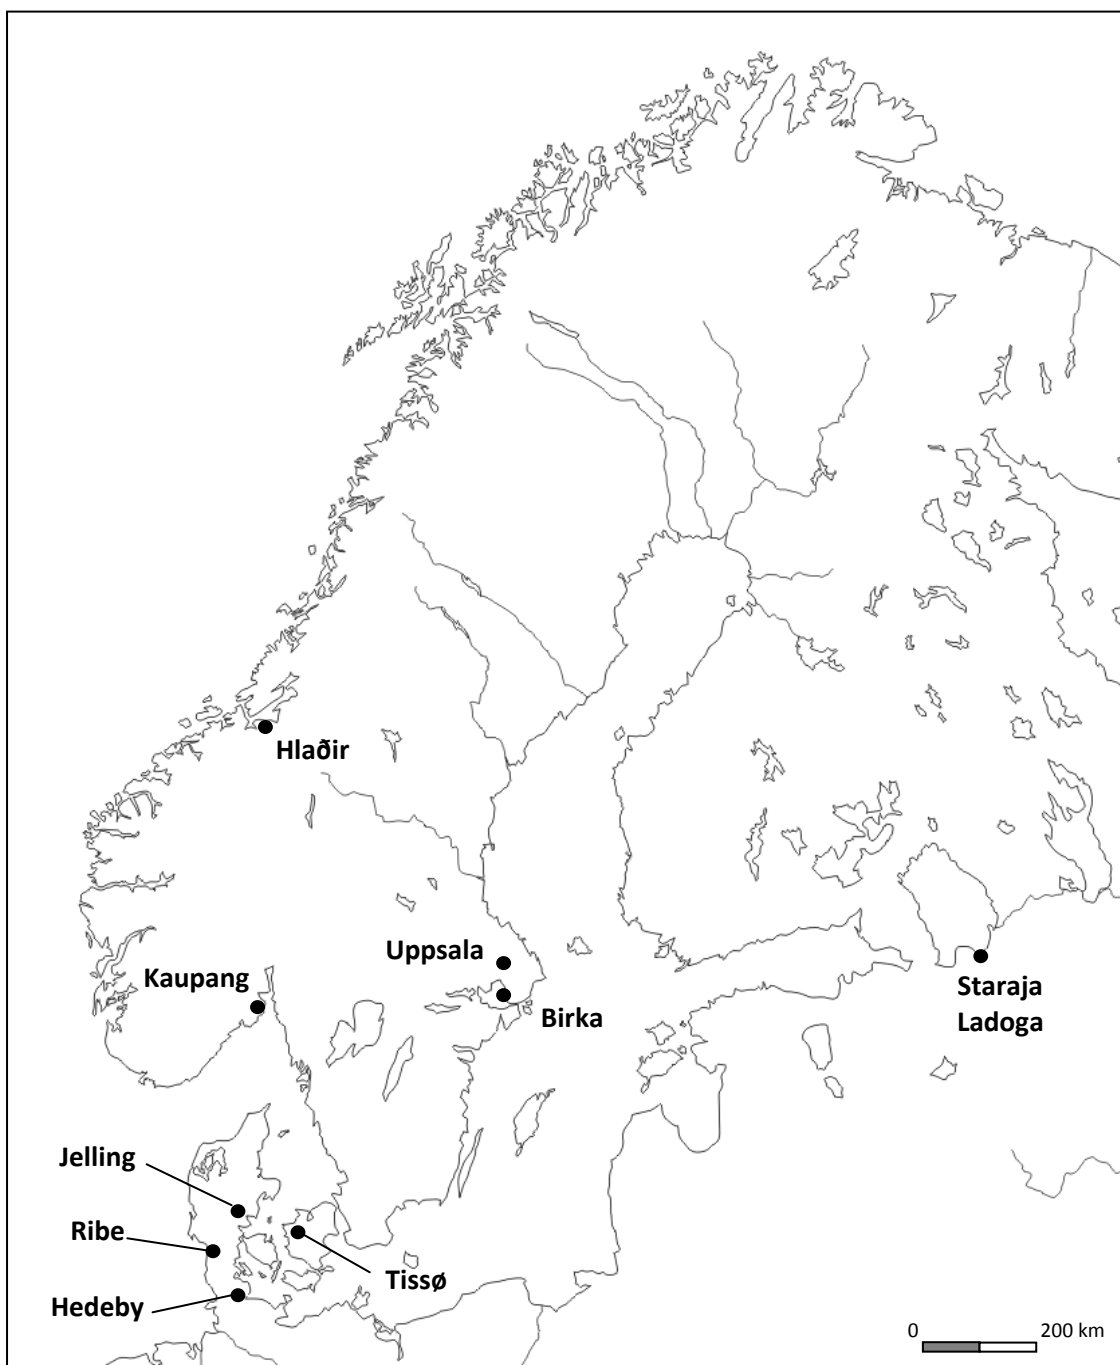 Hlaðir
Uppsala
Kaupang
Birka
Staraja
Ladoga
Jelling
Ribe
Tissø
Hedeby
0 200 km